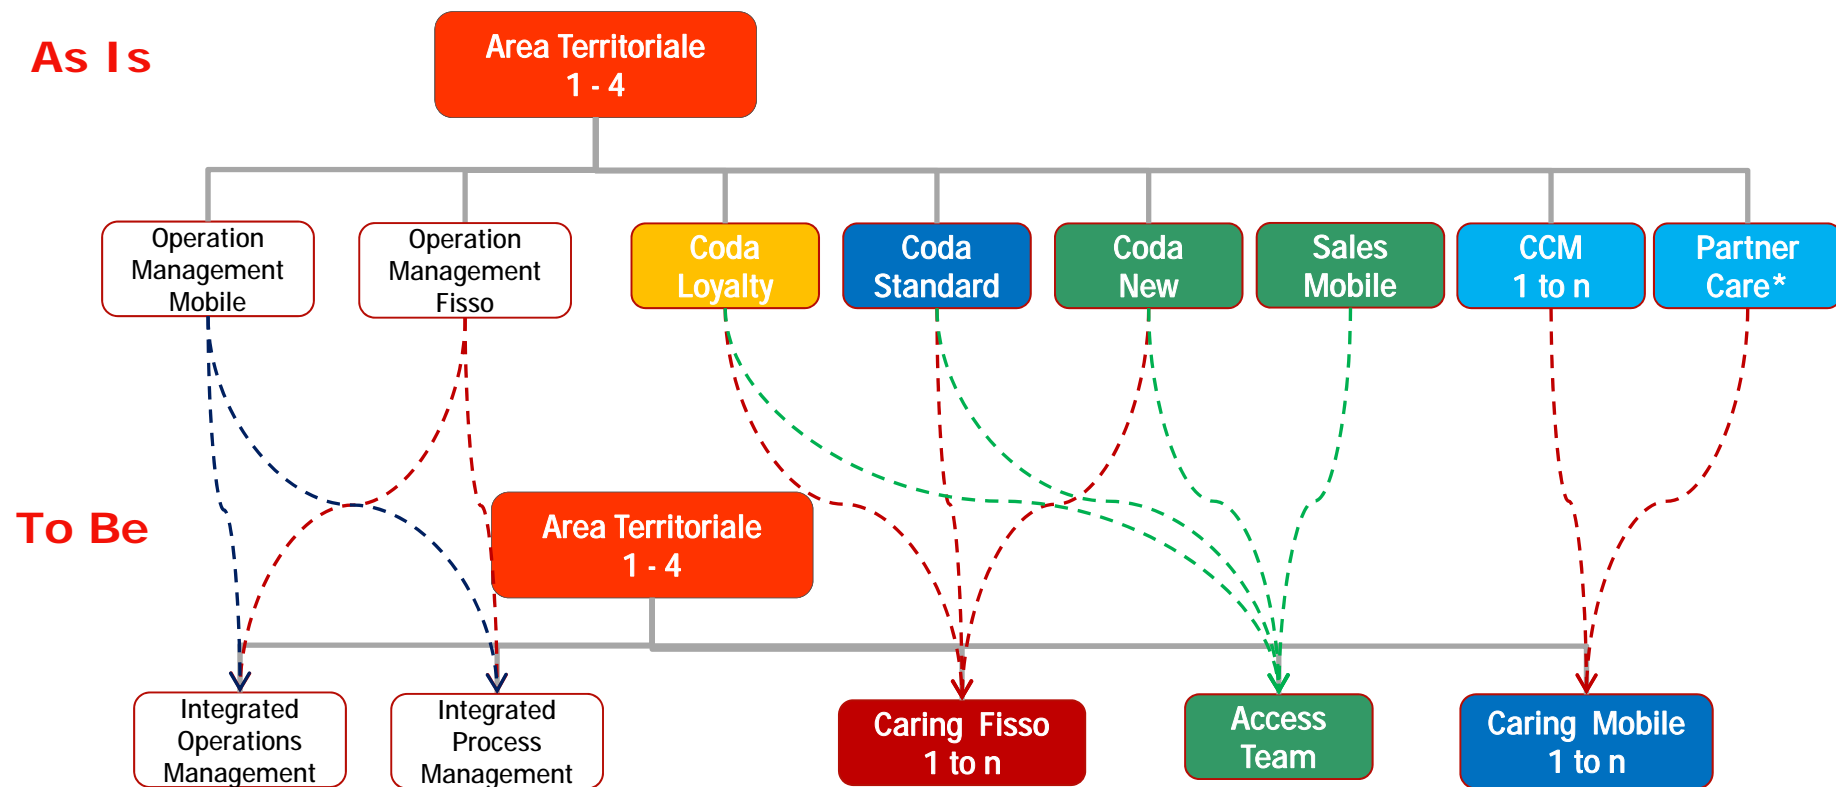 As Is
Area Territoriale
1 - 4
Operation
Management
Mobile
Operation
Management
Fisso
Coda
Loyalty
Coda
Standard
Coda
New
Sales
Mobile
CCM
1 to n
Partner
Care*
To Be
Area Territoriale
1 - 4
Integrated
Operations
Management
Integrated
Process
Management
Caring Fisso
1 to n
Access
Team
Caring Mobile
1 to n